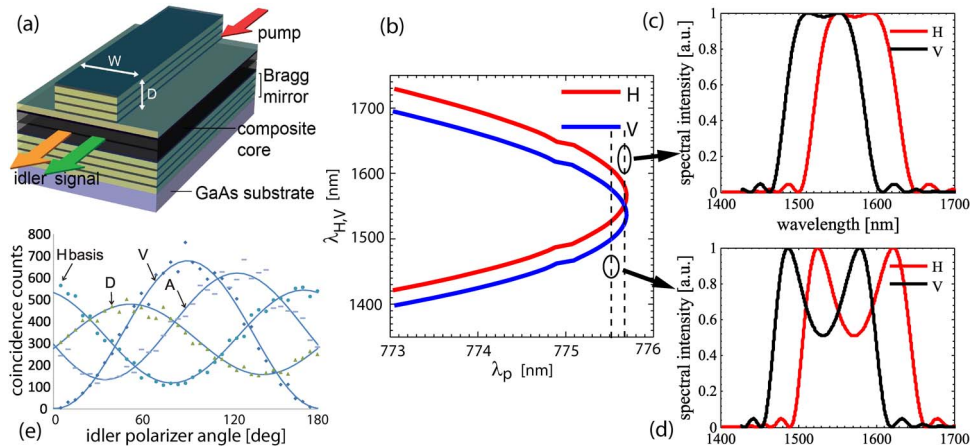 (a)
W
D
pump
Bragg
mirror
composite
core
idler signal
GaAs substrate
(b)
H
V
1700
1600
1500
1400
λH,V [nm]
773 774 775 776
λp [nm]
(c)
H
V
1
0.8
0.6
0.4
0.2
0
spectral intensity [a.u.]
1400 1500 1600 1700
wavelength [nm]
(d)
H
V
1
0.8
0.6
0.4
0.2
0
spectral intensity [a.u.]
1400 1500 1600 1700
(e)
H basis
V
D
A
800
700
600
500
400
300
200
100
0
coincidence counts
0 60 120 180
idler polarizer angle [deg]